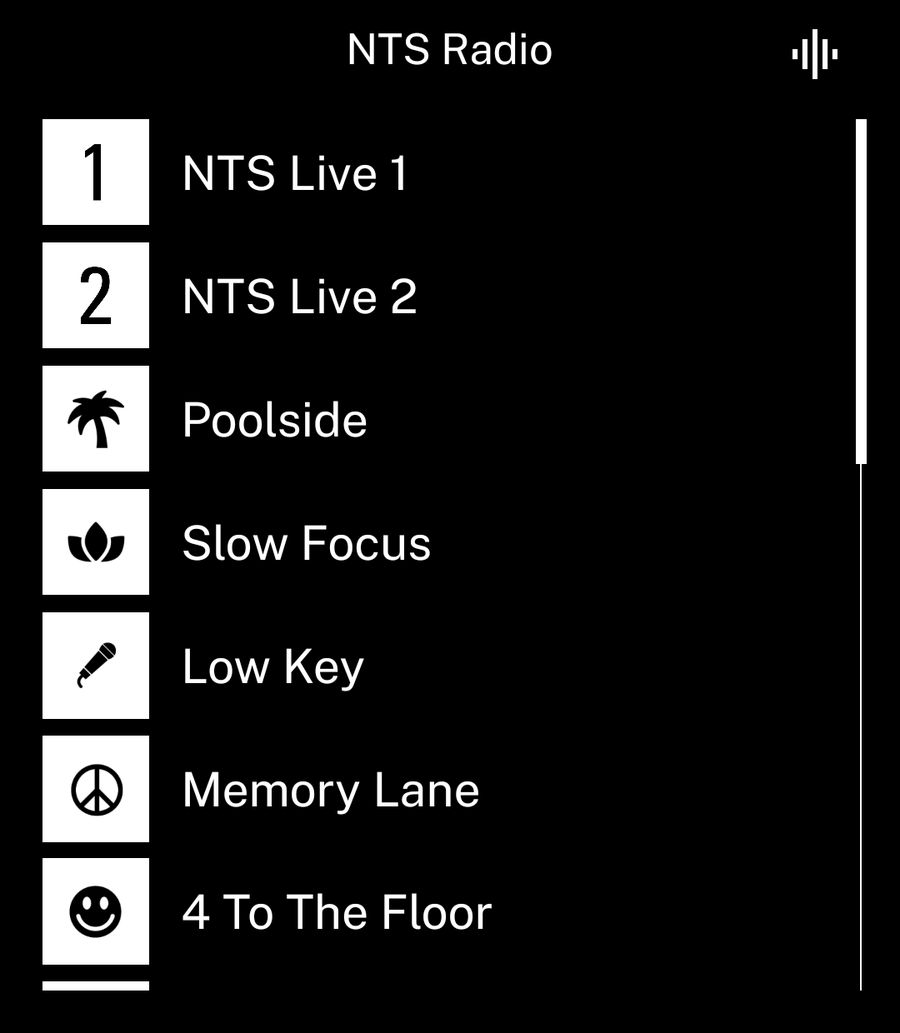 NTS Radio
1
NTS Live 1
2
NTS Live 2
Poolside
Slow Focus
Low Key
Memory Lane
4 To The Floor